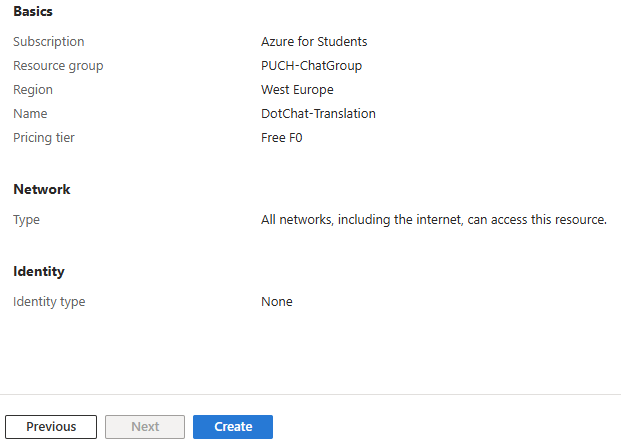 Basics
Subscription Azure for Students
Resource group PUCH-ChatGroup
Region West Europe
Name DotChat-Translation
Pricing tier Free F0
Network
Type All networks, including the internet, can access this resource.
Identity
Identity type None
Previous Next Create